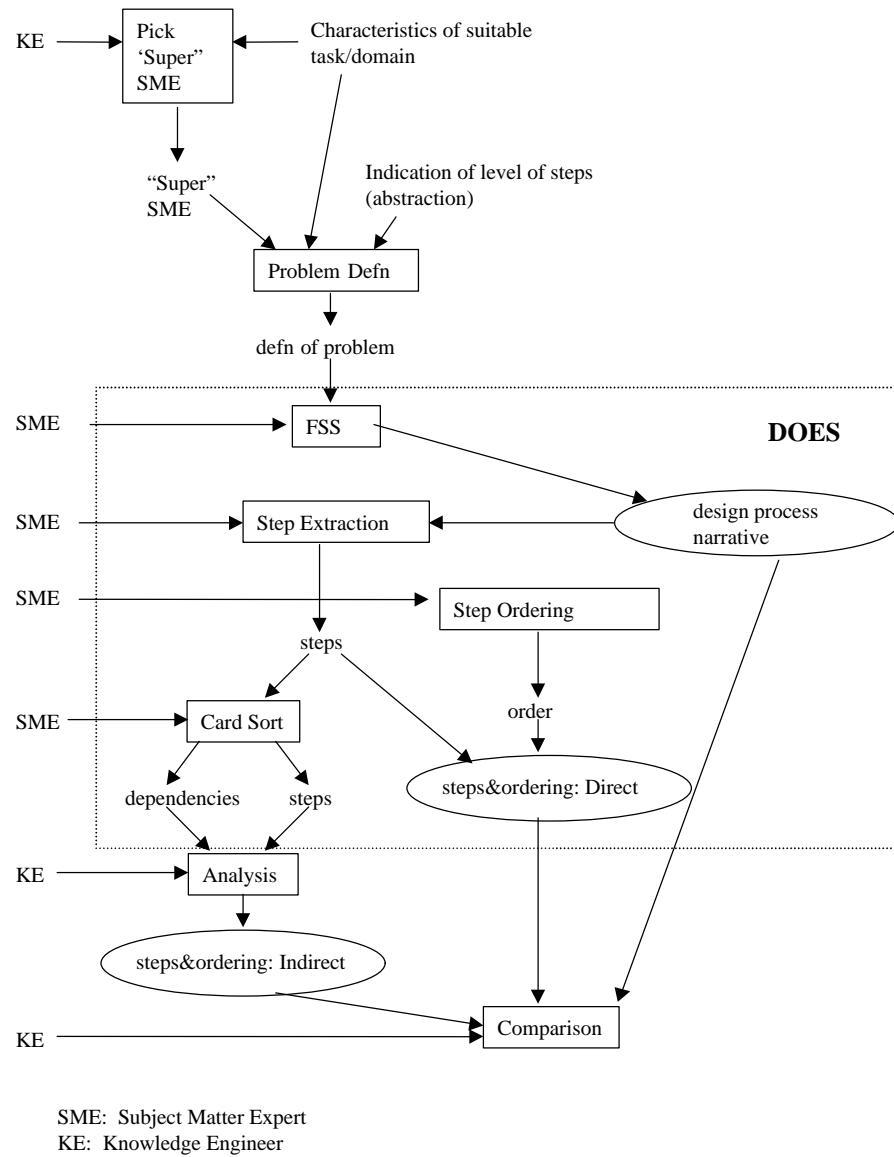 KE
Pick
‘Super”
SME
Characteristics of suitable
task/domain
“Super”
SME
Indication of level of steps
(abstraction)
Problem Defn
defn of problem
SME
FSS
DOES
SME
Step Extraction
design process
narrative
SME
Step Ordering
steps
SME
Card Sort
order
dependencies
steps
steps&ordering: Direct
KE
Analysis
steps&ordering: Indirect
KE
Comparison
SME: Subject Matter Expert
KE: Knowledge Engineer